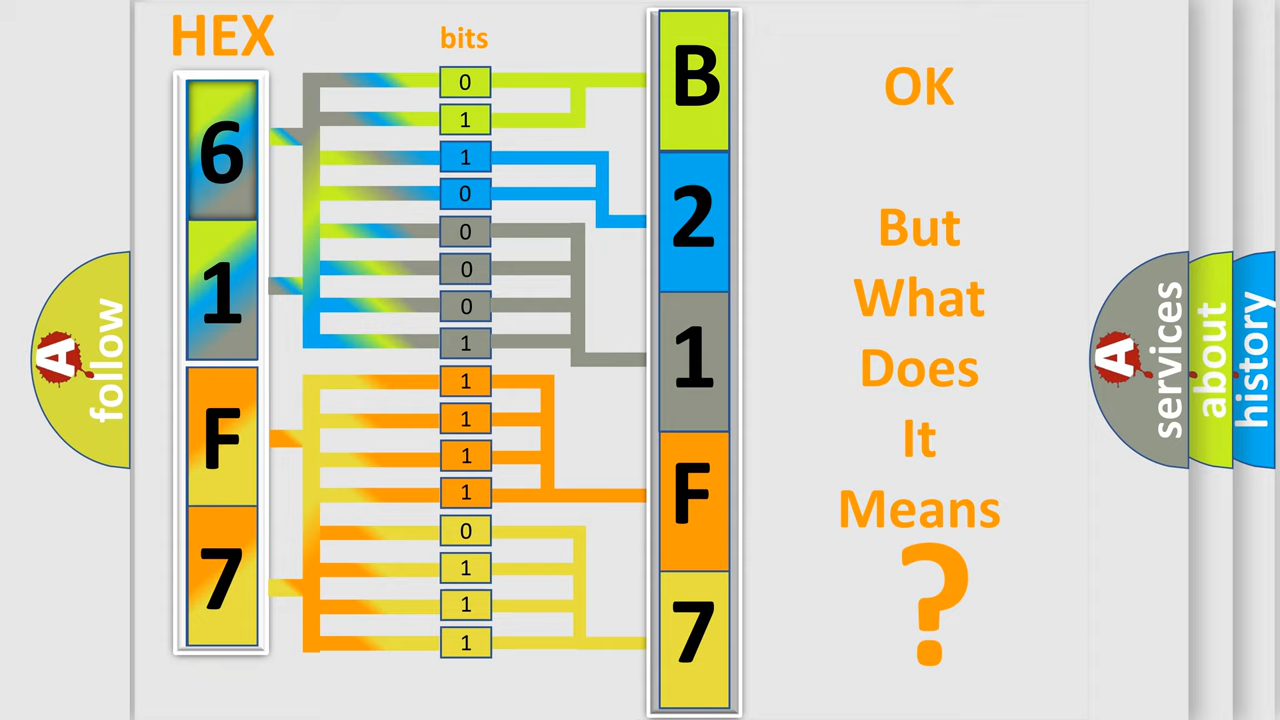 HEX
bits
6
1
F
7
0
1
1
0
0
0
0
1
1
1
1
1
0
1
1
1
B
2
1
F
7
OK
But
What
Does
It
Means
?
A
follow
A
services
about
history